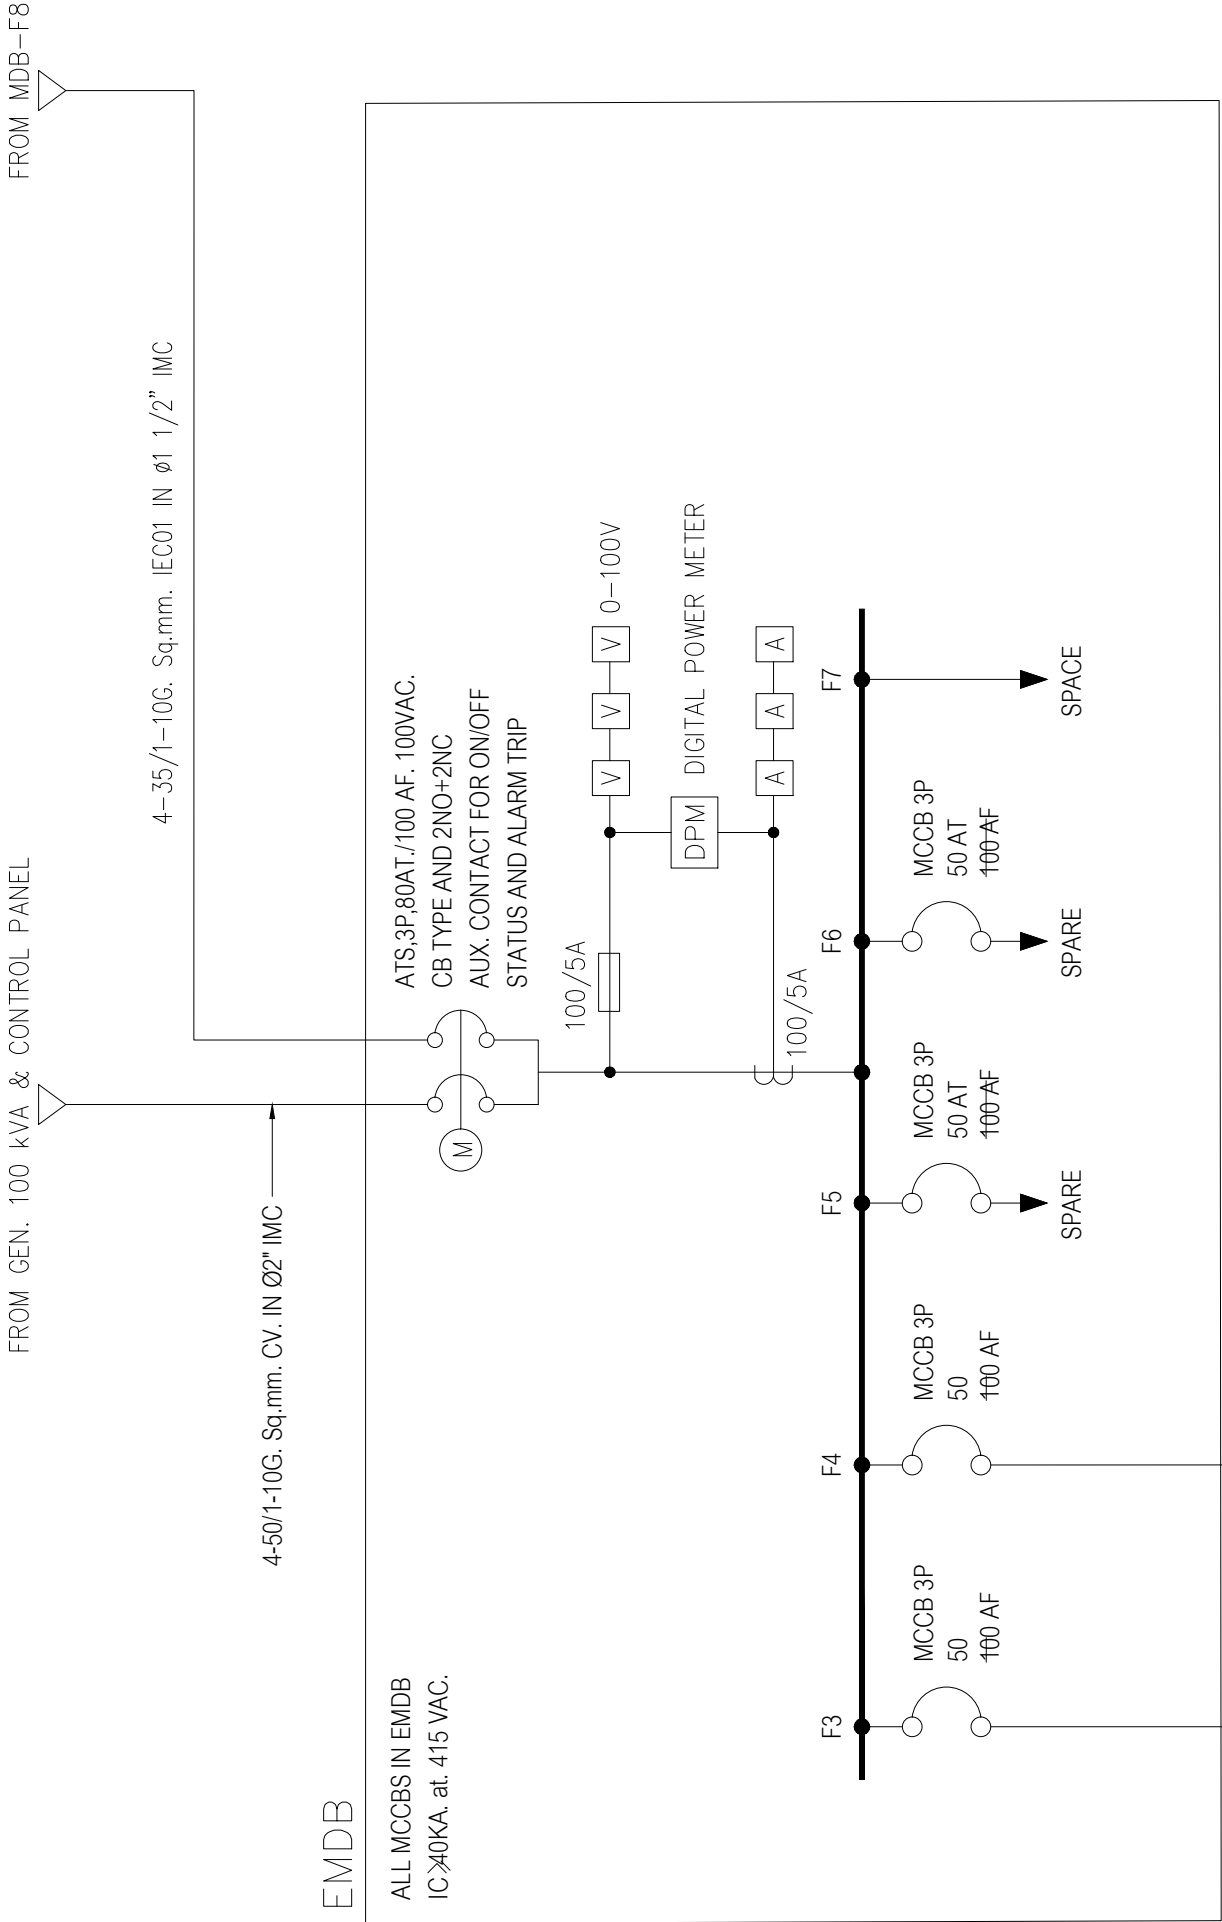 FROM GEN. 100 kVA & CONTROL PANEL
FROM MDB-F8
4-35/1-10G. Sq.mm. IEC01 IN ø1 1/2" IMC
4-50/1-10G. Sq.mm. CV. IN Ø2" IMC
EMDB
ALL MCCBS IN EMDB
IC>40KA. at. 415 VAC.
ATS,3P,80AT./100 AF. 100VAC.
CB TYPE AND 2NO+2NC
AUX. CONTACT FOR ON/OFF
STATUS AND ALARM TRIP
M
100/5A
V V V 0-100V
DPM DIGITAL POWER METER
A A A
100/5A
F3
F4
F5
F6
F7
MCCB 3P
50
100 AF
MCCB 3P
50
100 AF
MCCB 3P
50 AT
100 AF
MCCB 3P
50 AT
100 AF
SPARE
SPARE
SPACE